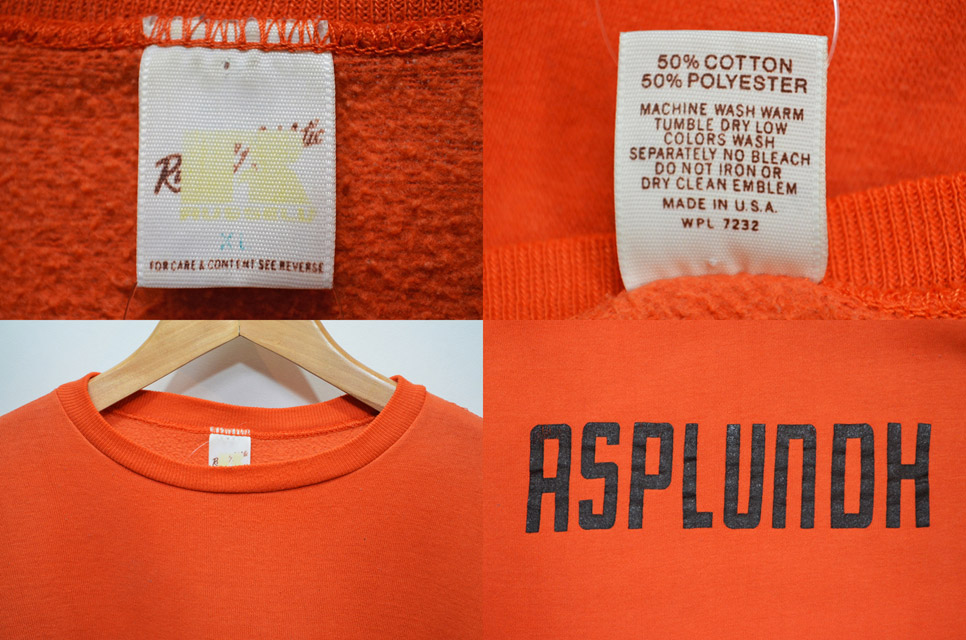 XL
FOR CARE & CONTENT SEE REVERSE
50% COTTON
50% POLYESTER
MACHINE WASH WARM
TUMBLE DRY LOW
COLORS WASH
SEPARATELY NO BLEACH
DO NOT IRON OR
DRY CLEAN EMBLEM
MADE IN U.S.A.
WPL 7232
ASPLUNDH